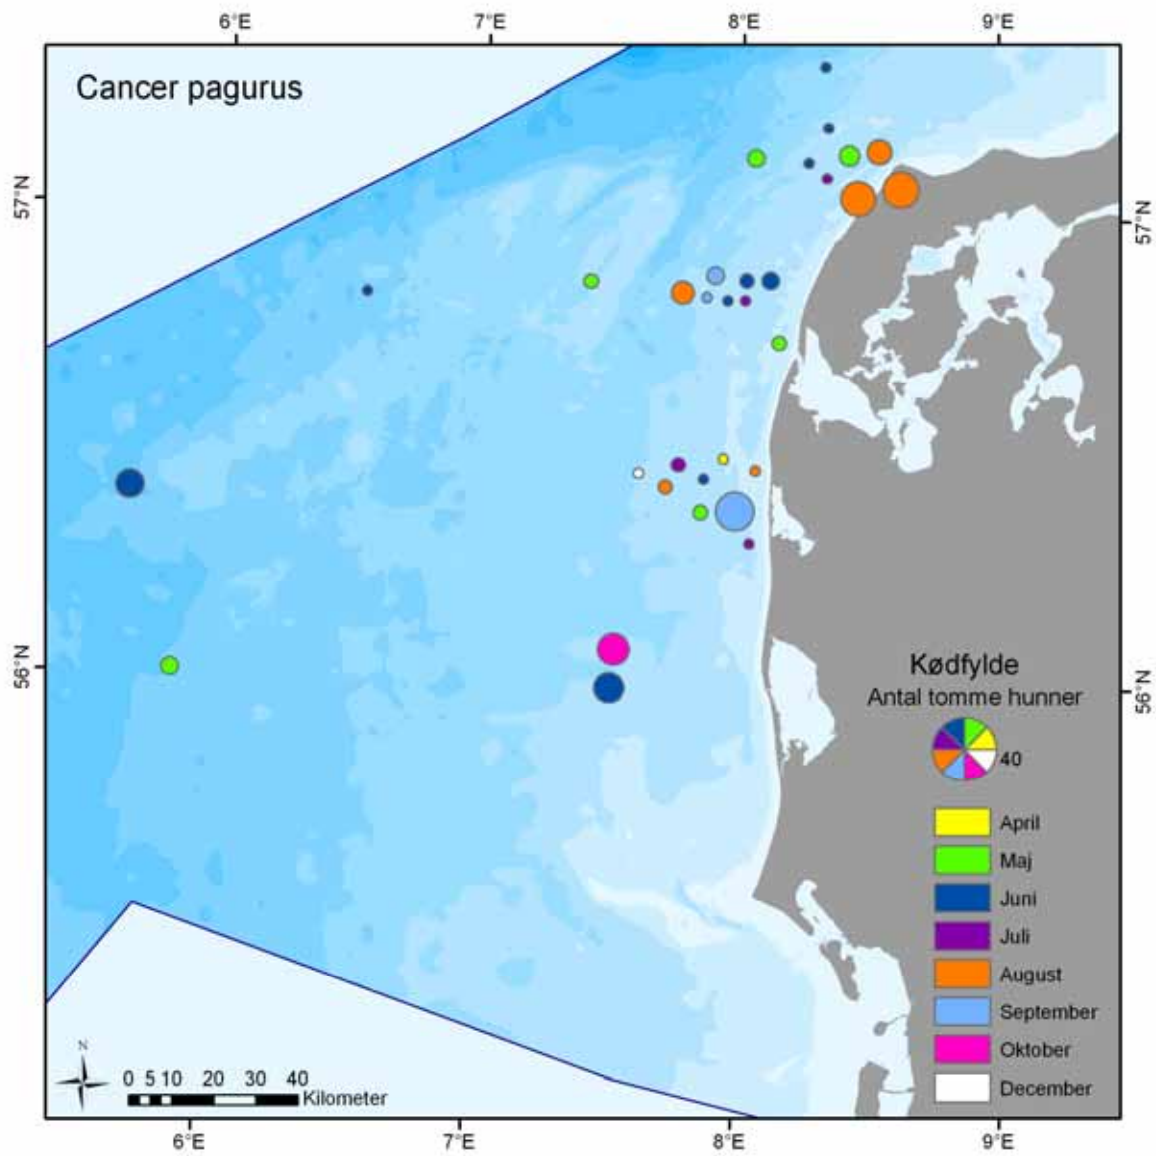 6°E 7°E 8°E 9°E
Cancer pagurus
57°N
57°N
56°N
56°N
Kødfylde
Antal tomme hunner
40
April
Maj
Juni
Juli
August
September
Oktober
December
N
0 5 10 20 30 40
Kilometer
6°E 7°E 8°E 9°E